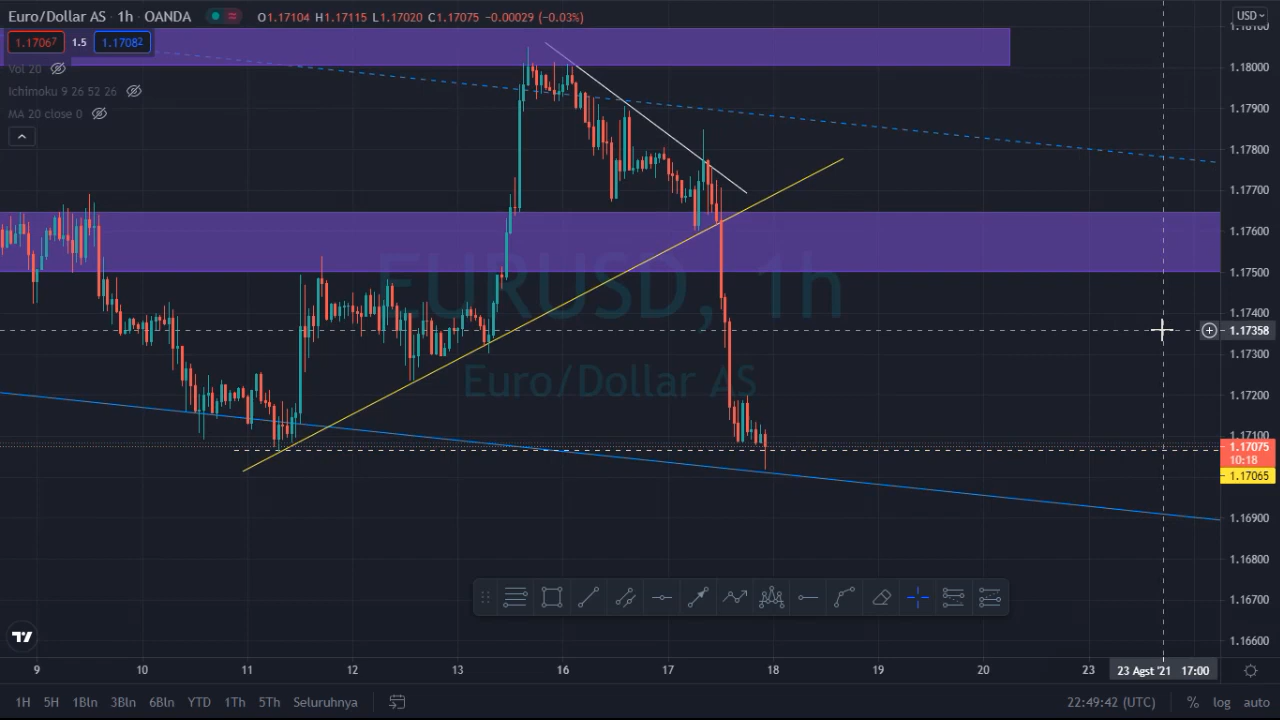 Euro/Dollar AS · 1h · OANDA O1.17104 H1.17115 L1.17020 C1.17075 −0.00029 (−0.03%)
USD
1.17067 1.5 1.17082
Vol 20
Ichimoku 9 26 52 26
MA 20 close 0
1.18100
1.18000
1.17900
1.17800
1.17700
1.17600
1.17500
1.17400
1.17358
1.17300
1.17200
1.17100
1.17075
10:18
1.17065
1.16900
1.16800
1.16700
1.16600
EURUSD, 1h
Euro/Dollar AS
9 10 11 12 13 16 17 18 19 20 23 23 Agst '21 17:00
1H 5H 1Bln 3Bln 6Bln YTD 1Th 5Th Seluruhnya 22:49:42 (UTC) % log auto